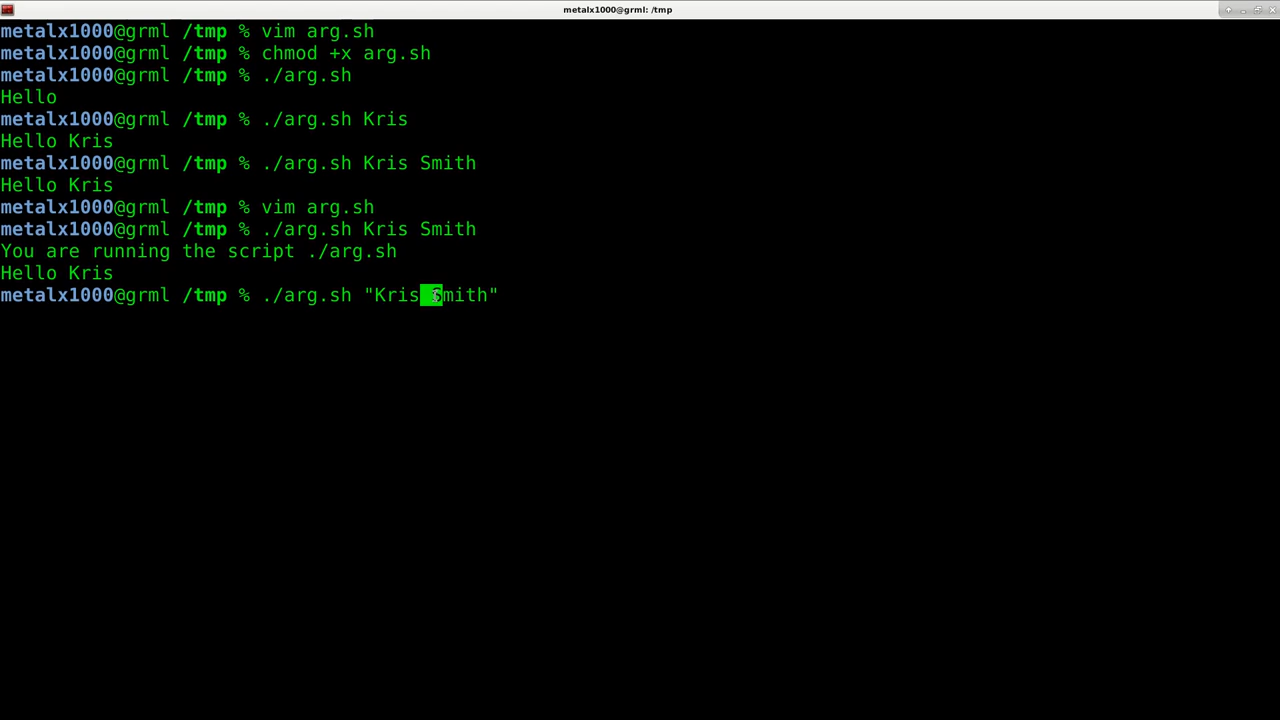 metalx1000@grml: /tmp
metalx1000@grml /tmp % vim arg.sh
metalx1000@grml /tmp % chmod +x arg.sh
metalx1000@grml /tmp % ./arg.sh
Hello
metalx1000@grml /tmp % ./arg.sh Kris
Hello Kris
metalx1000@grml /tmp % ./arg.sh Kris Smith
Hello Kris
metalx1000@grml /tmp % vim arg.sh
metalx1000@grml /tmp % ./arg.sh Kris Smith
You are running the script ./arg.sh
Hello Kris
metalx1000@grml /tmp % ./arg.sh "Kris Smith"